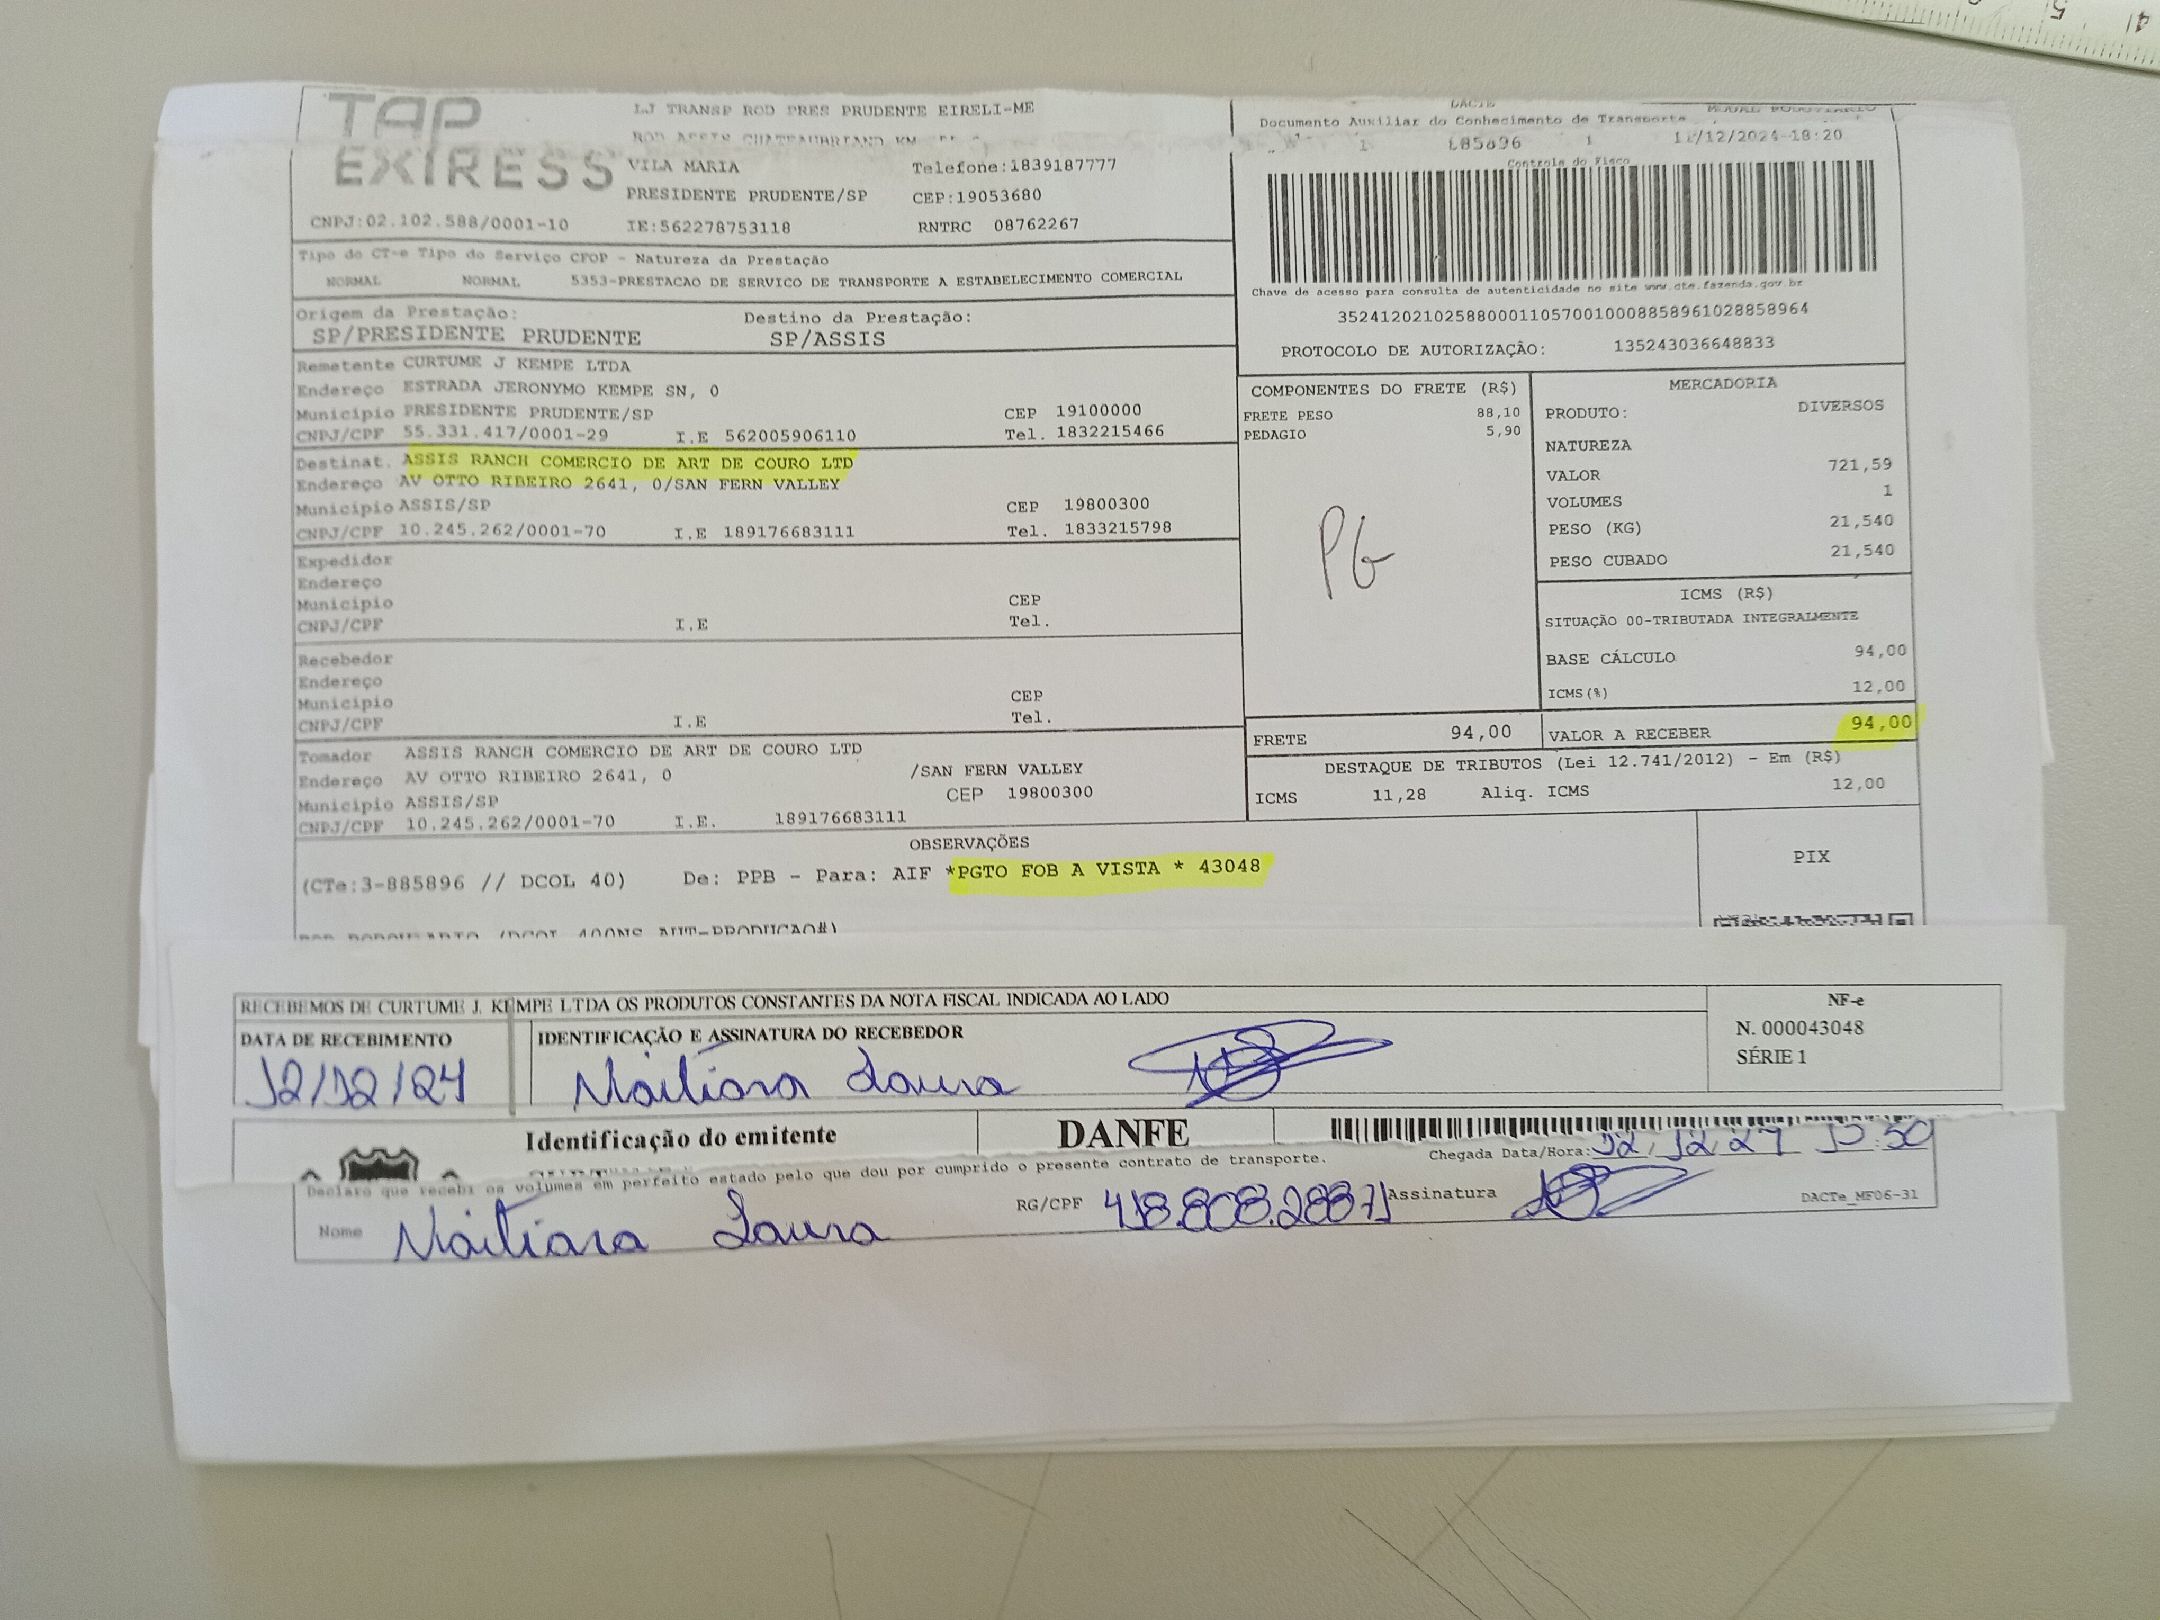 TAP
EXIRESS
LJ TRANSP ROD PRES PRUDENTE EIRELI-ME
ROD ASSIS CHATEAUBRIAND KM
VILA MARIA Telefone:1839187777
PRESIDENTE PRUDENTE/SP CEP:19053680
CNPJ:02.102.588/0001-10 IE:562278753118 RNTRC 08762267
DACTE MODAL RODOVIARIO
Documento Auxiliar do Conhecimento de Transporte
1 1 /12/2024-18:20
Controle do Fisco
Chave de acesso para consulta de autenticidade no site www.cte.fazenda.gov.br
35241202102588000110570010008858961028858964
PROTOCOLO DE AUTORIZAÇÃO: 135243036648833
Tipo do CT-e Tipo do Serviço CFOP - Natureza da Prestação
NORMAL NORMAL 5353-PRESTACAO DE SERVICO DE TRANSPORTE A ESTABELECIMENTO COMERCIAL
Origem da Prestação: Destino da Prestação:
SP/PRESIDENTE PRUDENTE SP/ASSIS
Remetente CURTUME J KEMPE LTDA
Endereço ESTRADA JERONYMO KEMPE SN, 0
Municipio PRESIDENTE PRUDENTE/SP CEP 19100000
CNPJ/CPF 55.331.417/0001-29 I.E 562005906110 Tel. 1832215466
Destinat. ASSIS RANCH COMERCIO DE ART DE COURO LTD
Endereço AV OTTO RIBEIRO 2641, 0/SAN FERN VALLEY
Municipio ASSIS/SP CEP 19800300
CNPJ/CPF 10.245.262/0001-70 I.E 189176683111 Tel. 1833215798
Expedidor
Endereço
Municipio CEP
CNPJ/CPF I.E Tel.
Recebedor
Endereço
Municipio CEP
CNPJ/CPF I.E Tel.
Tomador ASSIS RANCH COMERCIO DE ART DE COURO LTD
Endereço AV OTTO RIBEIRO 2641, 0 /SAN FERN VALLEY
Municipio ASSIS/SP CEP 19800300
CNPJ/CPF 10.245.262/0001-70 I.E. 189176683111
COMPONENTES DO FRETE (R$)
FRETE PESO 88,10
PEDAGIO 5,90
PG
MERCADORIA
PRODUTO: DIVERSOS
NATUREZA
VALOR 721,59
VOLUMES 1
PESO (KG) 21,540
PESO CUBADO 21,540
ICMS (R$)
SITUAÇÃO 00-TRIBUTADA INTEGRALMENTE
BASE CÁLCULO 94,00
ICMS(%) 12,00
FRETE 94,00 VALOR A RECEBER 94,00
DESTAQUE DE TRIBUTOS (Lei 12.741/2012) - Em (R$)
ICMS 11,28 Aliq. ICMS 12,00
OBSERVAÇÕES
(CTe:3-885896 // DCOL 40) De: PPB - Para: AIF *PGTO FOB A VISTA * 43048
PIX
RECEBEMOS DE CURTUME J. KEMPE LTDA OS PRODUTOS CONSTANTES DA NOTA FISCAL INDICADA AO LADO
DATA DE RECEBIMENTO IDENTIFICAÇÃO E ASSINATURA DO RECEBEDOR
12/12/24 Naitiara Laura
NF-e
N. 000043048
SÉRIE 1
Identificação do emitente DANFE
Declaro que recebi os volumes em perfeito estado pelo que dou por cumprido o presente contrato de transporte.
Chegada Data/Hora:
Nome Naitiara Laura RG/CPF Assinatura DACTe_MF06-31
5 4